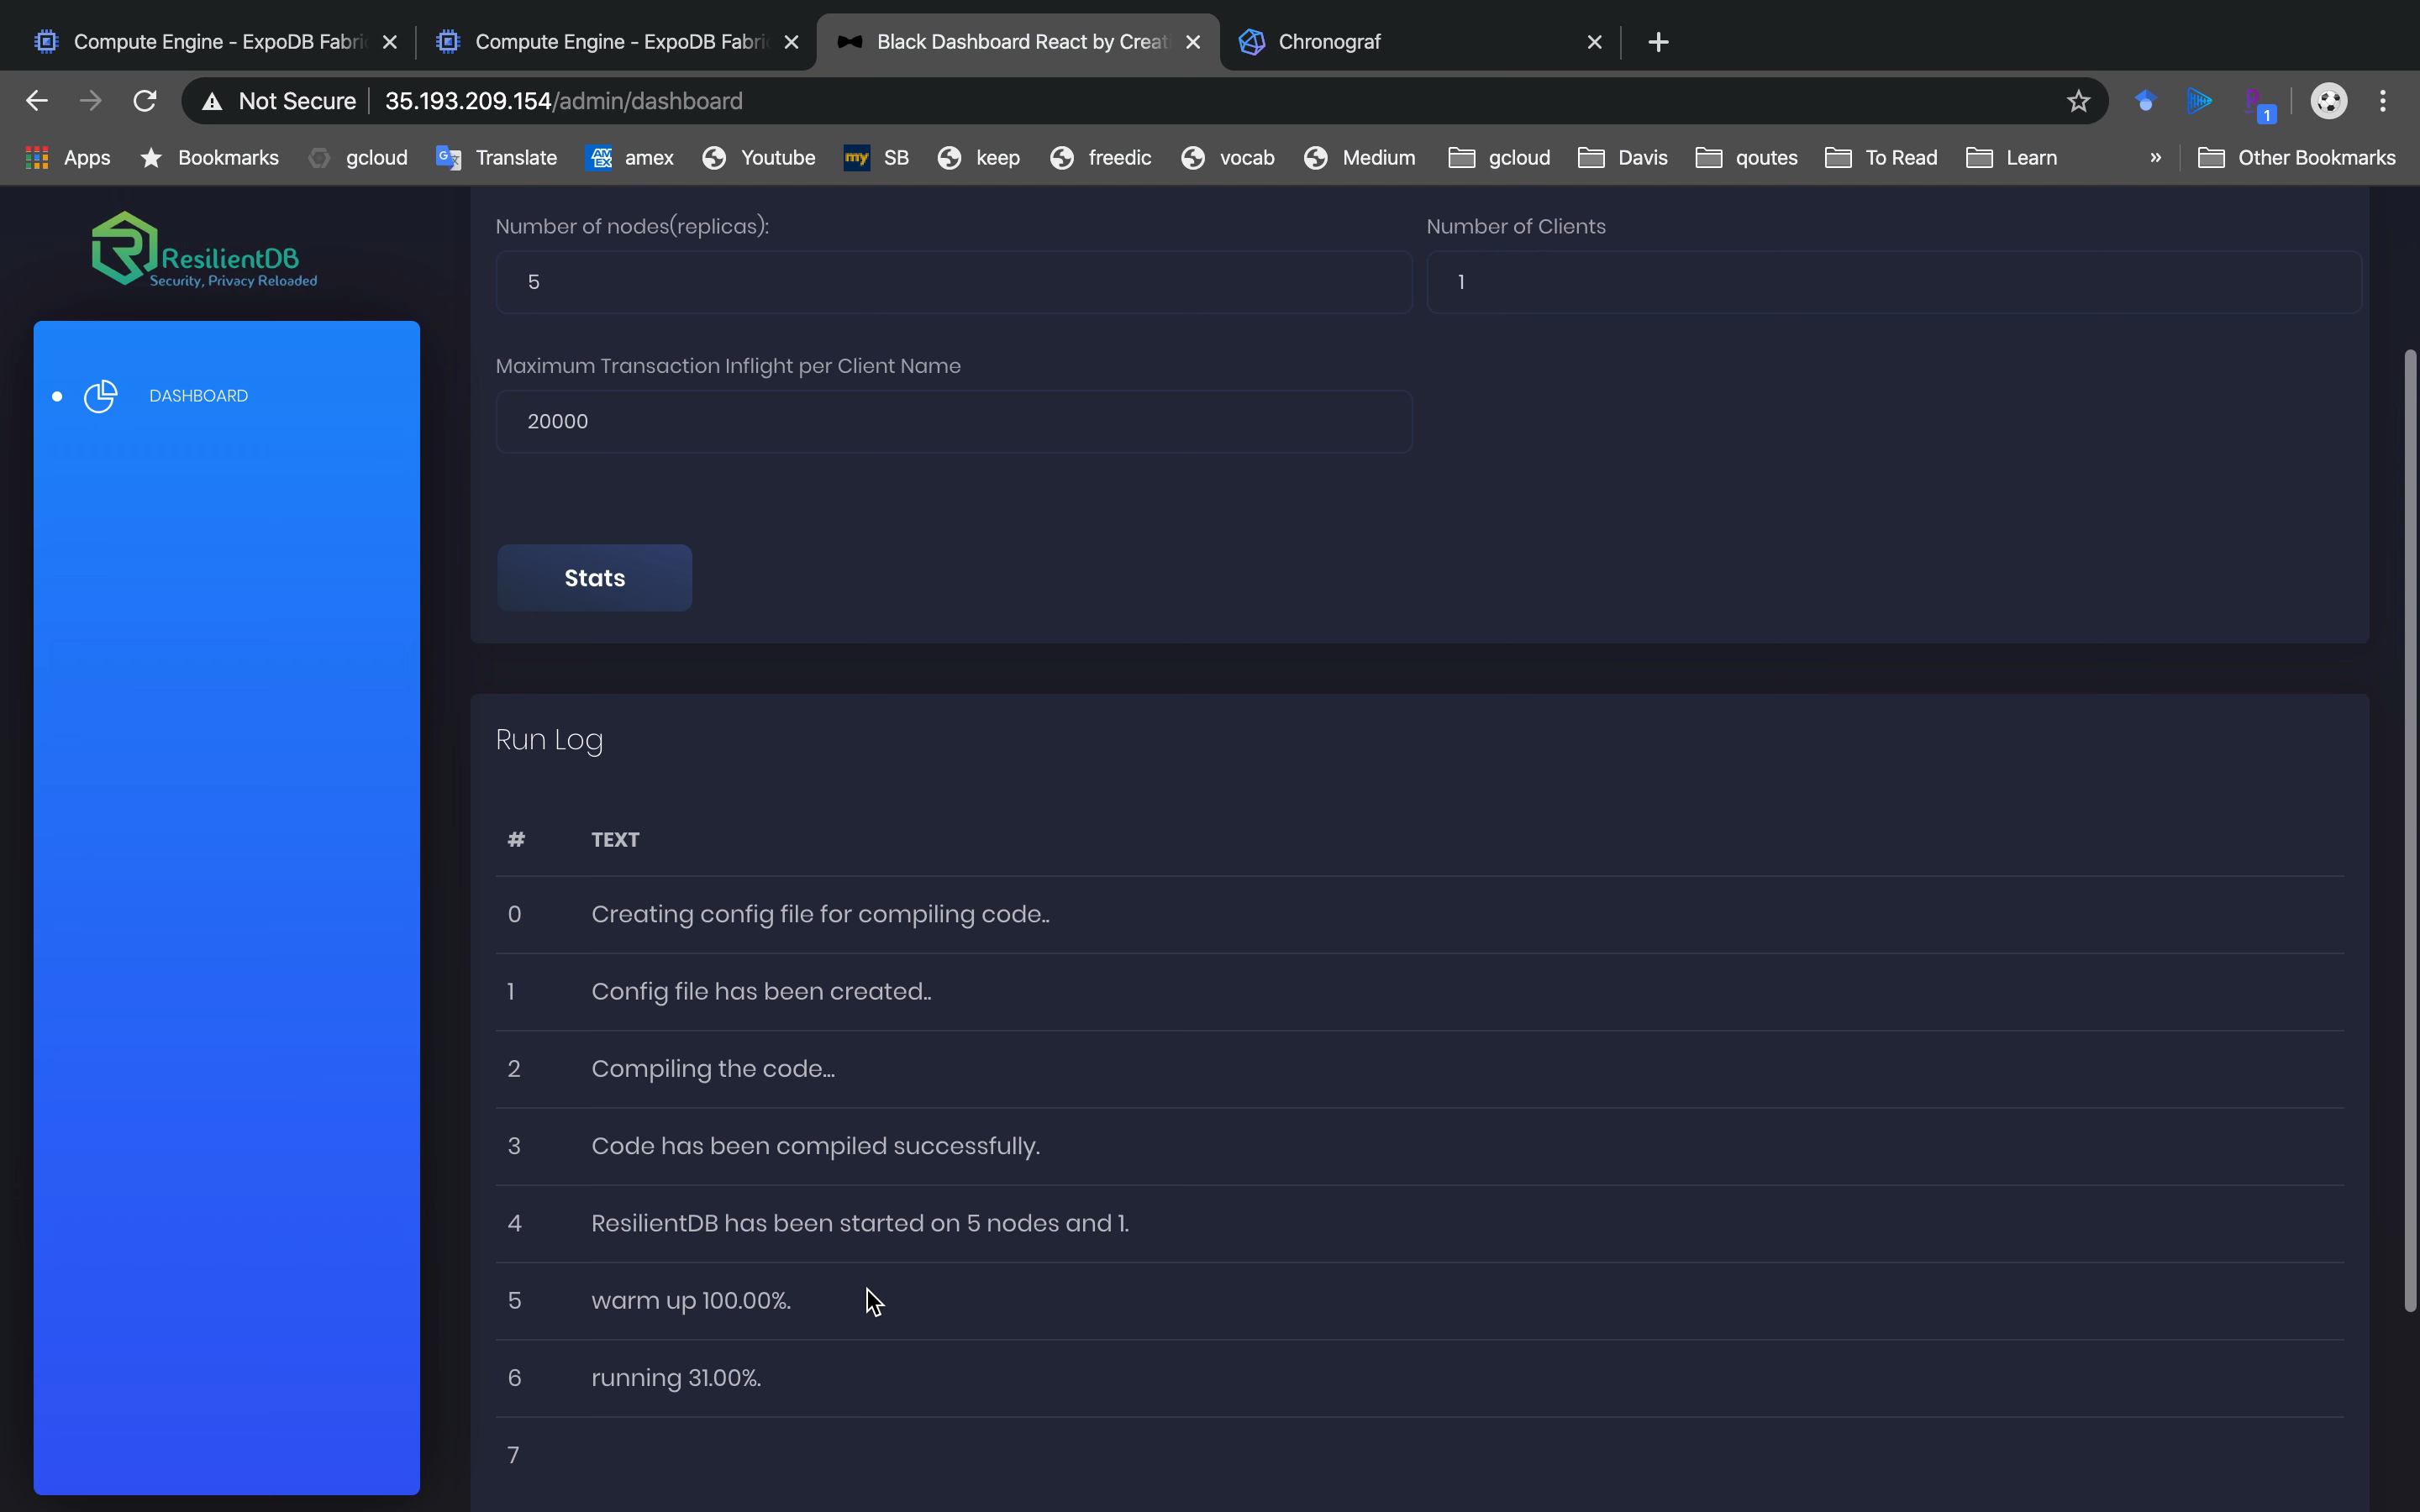 Compute Engine - ExpoDB Fabri
Compute Engine - ExpoDB Fabri
Black Dashboard React by Creat
Chronograf
Not Secure
35.193.209.154/admin/dashboard
1
Apps
Bookmarks
gcloud
Translate
AM EX
amex
Youtube
my
SB
keep
freedic
vocab
Medium
gcloud
Davis
qoutes
To Read
Learn
»
Other Bookmarks
ResilientDB
Security, Privacy Reloaded
DASHBOARD
Number of nodes(replicas):
Number of Clients
5
1
Maximum Transaction Inflight per Client Name
20000
Stats
Run Log
# TEXT
0 Creating config file for compiling code..
1 Config file has been created..
2 Compiling the code...
3 Code has been compiled successfully.
4 ResilientDB has been started on 5 nodes and 1.
5 warm up 100.00%.
6 running 31.00%.
7